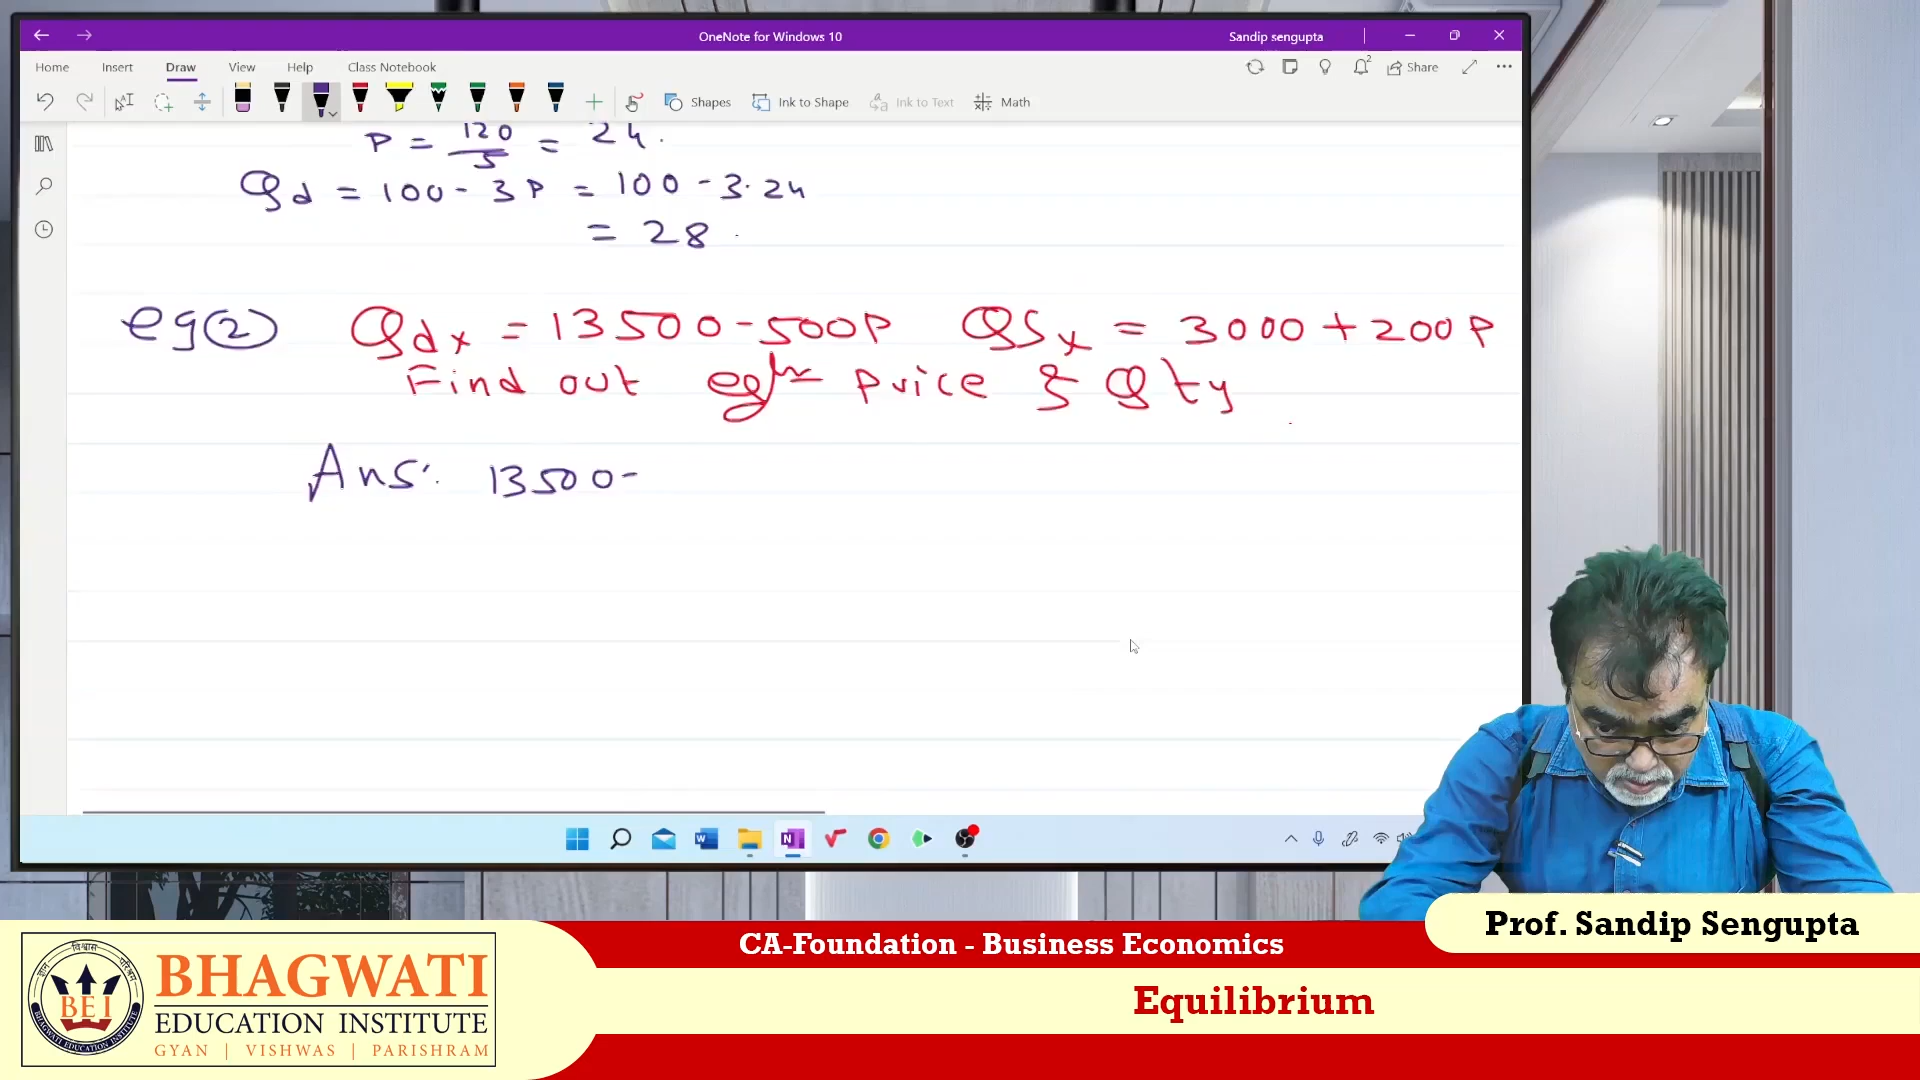 OneNote for Windows 10
Sandip sengupta
Home Insert Draw View Help Class Notebook
2
Share
Shapes Ink to Shape Ink to Text Math
P = 120/5 = 24.
Qd = 100 - 3P = 100 - 3.24
= 28.
eg (2) Qdx = 13500-500P QSx = 3000 + 200P
Find out eqbm price & Qty
Ans: 13500-
Prof. Sandip Sengupta
CA-Foundation - Business Economics
Equilibrium
विश्वास
BEI
BHAGWATI
EDUCATION INSTITUTE
GYAN | VISHWAS | PARISHRAM